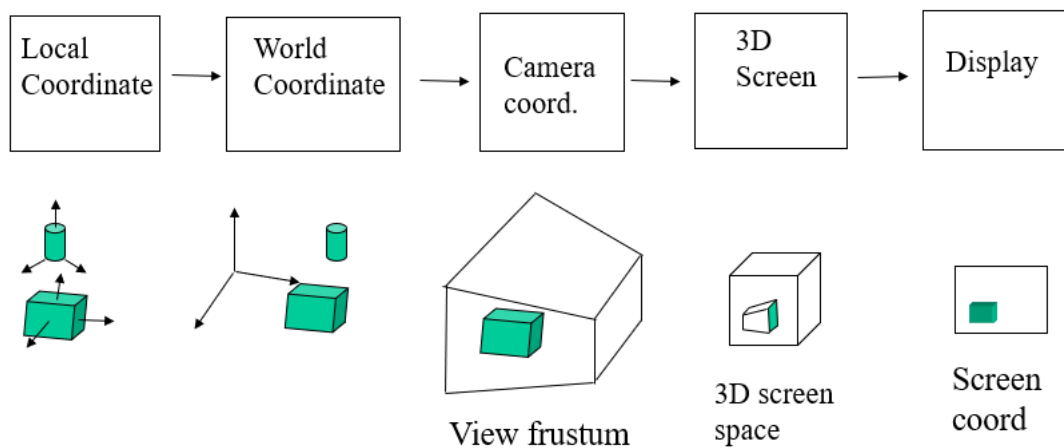 Local
Coordinate
World
Coordinate
Camera
coord.
3D
Screen
Display
View frustum
3D screen
space
Screen
coord